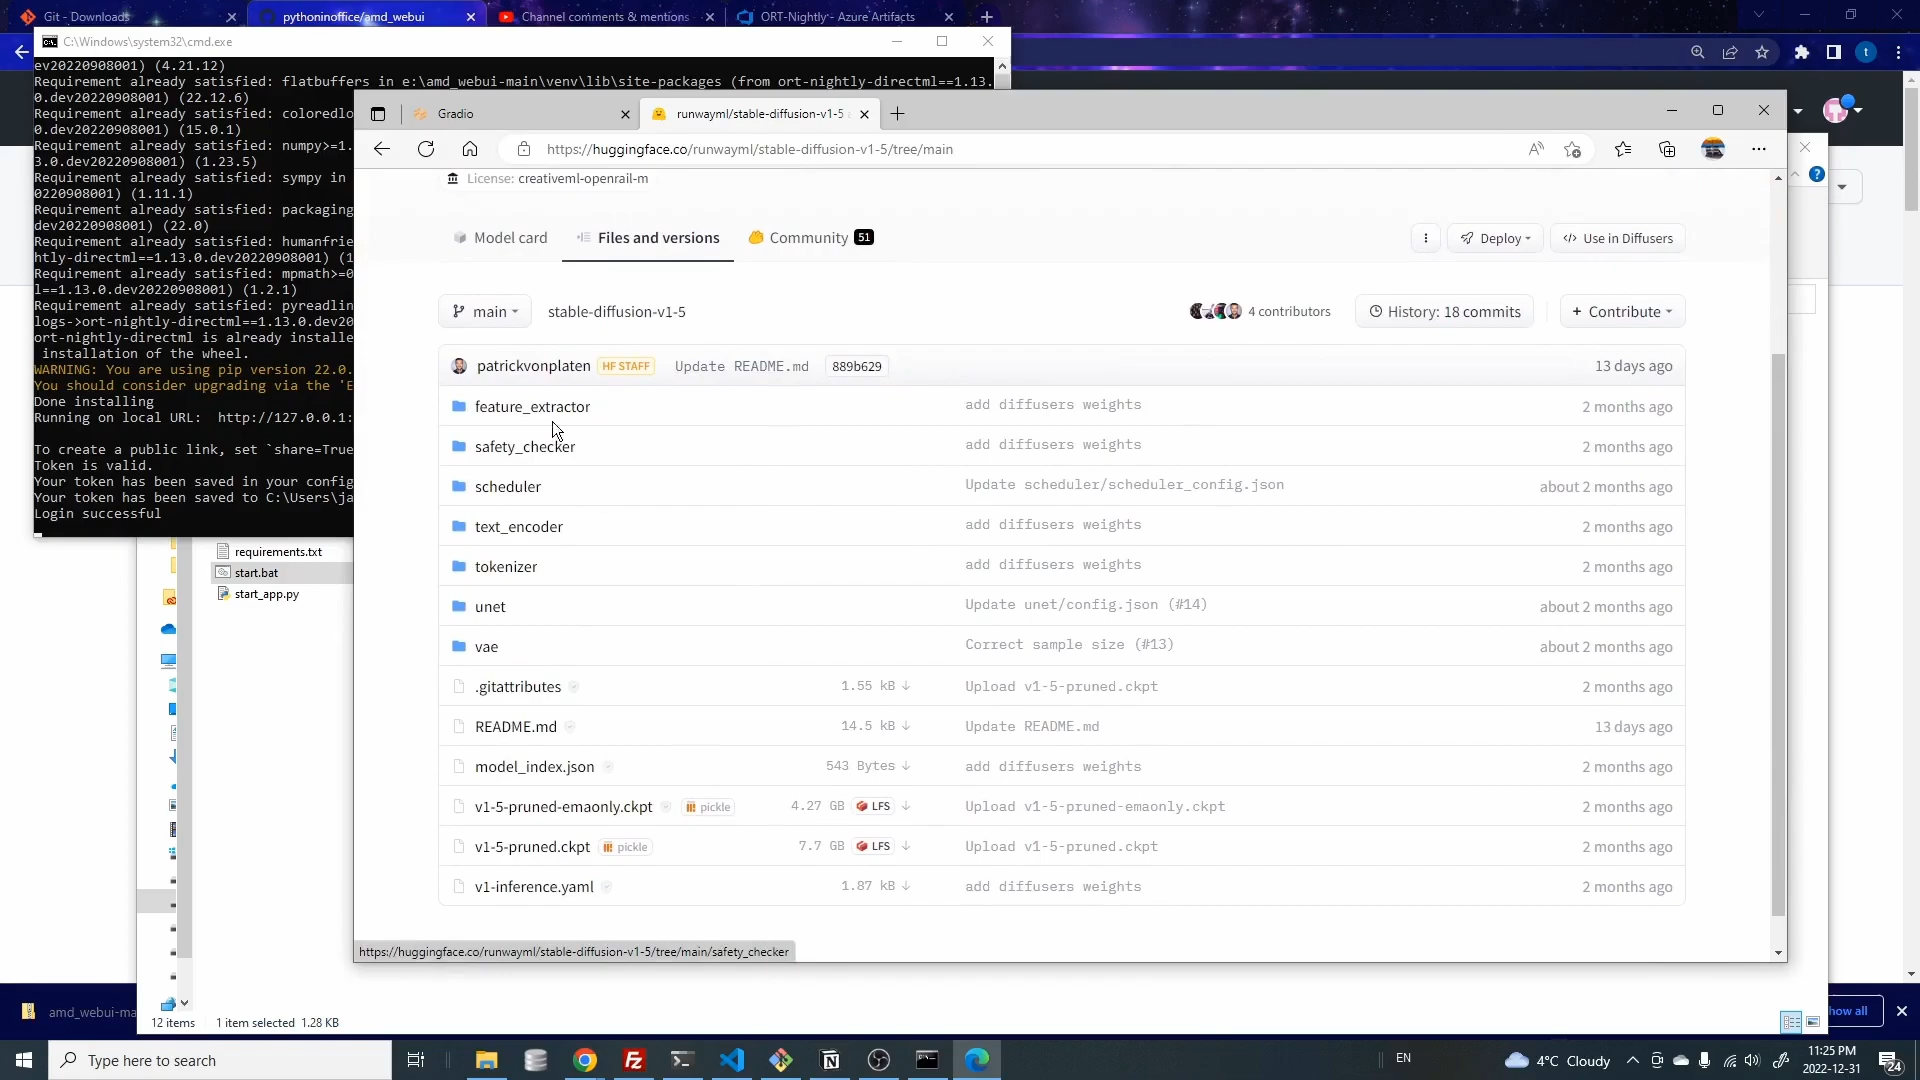 Git - Downloads
pythoninoffice/amd_webui
Channel comments & mentions
ORT-Nightly - Azure Artifacts
C:\Windows\system32\cmd.exe
ev20220908001) (4.21.12)
Requirement already satisfied: flatbuffers in e:\amd_webui-main\venv\lib\site-packages (from ort-nightly-directml==1.13.
0.dev20220908001) (22.12.6)
Requirement already satisfied: coloredlo
0.dev20220908001) (15.0.1)
Requirement already satisfied: numpy>=1.
3.0.dev20220908001) (1.23.5)
Requirement already satisfied: sympy in
0220908001) (1.11.1)
Requirement already satisfied: packaging
dev20220908001) (22.0)
Requirement already satisfied: humanfrie
htly-directml==1.13.0.dev20220908001) (1
Requirement already satisfied: mpmath>=0
l==1.13.0.dev20220908001) (1.2.1)
Requirement already satisfied: pyreadlin
logs->ort-nightly-directml==1.13.0.dev20
ort-nightly-directml is already installe
installation of the wheel.
WARNING: You are using pip version 22.0.
You should consider upgrading via the 'E
Done installing
Running on local URL:  http://127.0.0.1:
To create a public link, set `share=True
Token is valid.
Your token has been saved in your config
Your token has been saved to C:\Users\ja
Login successful
requirements.txt
start.bat
start_app.py
12 items
1 item selected 1.28 KB
Gradio
runwayml/stable-diffusion-v1-5
https://huggingface.co/runwayml/stable-diffusion-v1-5/tree/main
License: creativeml-openrail-m
Model card
Files and versions
Community 51
Deploy
</> Use in Diffusers
main
stable-diffusion-v1-5
4 contributors
History: 18 commits
+ Contribute
patrickvonplaten HF STAFF Update README.md 889b629 13 days ago
feature_extractor add diffusers weights 2 months ago
safety_checker add diffusers weights 2 months ago
scheduler Update scheduler/scheduler_config.json about 2 months ago
text_encoder add diffusers weights 2 months ago
tokenizer add diffusers weights 2 months ago
unet Update unet/config.json (#14) about 2 months ago
vae Correct sample size (#13) about 2 months ago
.gitattributes 1.55 kB Upload v1-5-pruned.ckpt 2 months ago
README.md 14.5 kB Update README.md 13 days ago
model_index.json 543 Bytes add diffusers weights 2 months ago
v1-5-pruned-emaonly.ckpt pickle 4.27 GB LFS Upload v1-5-pruned-emaonly.ckpt 2 months ago
v1-5-pruned.ckpt pickle 7.7 GB LFS Upload v1-5-pruned.ckpt 2 months ago
v1-inference.yaml 1.87 kB add diffusers weights 2 months ago
https://huggingface.co/runwayml/stable-diffusion-v1-5/tree/main/safety_checker
amd_webui-ma
how all
Type here to search
EN
4°C Cloudy
11:25 PM
2022-12-31
24